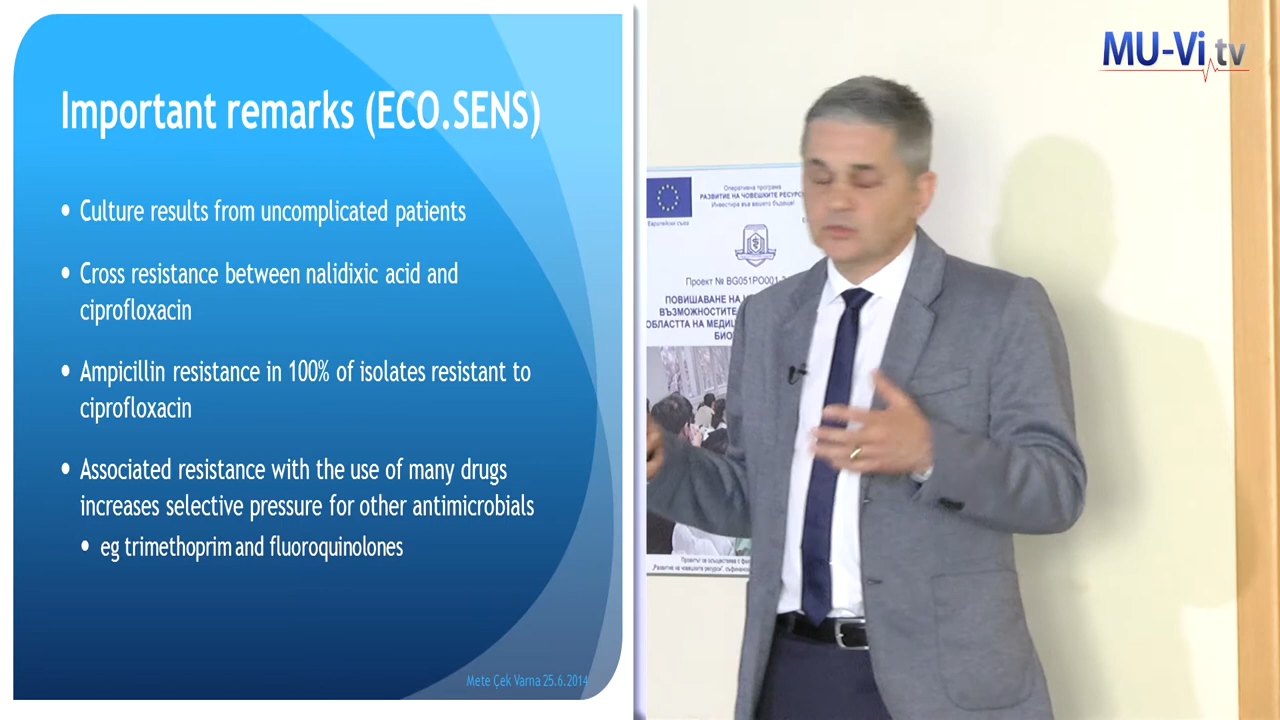 Important remarks (ECO.SENS)
• Culture results from uncomplicated patients
• Cross resistance between nalidixic acid and
ciprofloxacin
• Ampicillin resistance in 100% of isolates resistant to
ciprofloxacin
• Associated resistance with the use of many drugs
increases selective pressure for other antimicrobials
• eg trimethoprim and fluoroquinolones
Mete Çek Varna 25.6.2014
MU-Vi.tv
Оперативна програма
РАЗВИТИЕ НА ЧОВЕШКИТЕ
Инвестира във вашето бъдеще!
Европейски съюз
Проект № BG051PO001
ПОВИШАВАНЕ НА
ВЪЗМОЖНОСТИТЕ
ОБЛАСТТА НА
Проектът се осъществява с